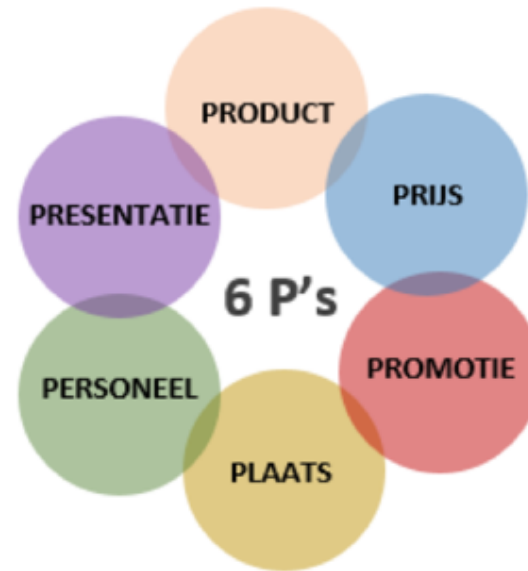 PRODUCT
PRIJS
PRESENTATIE
6 P's
PROMOTIE
PERSONEEL
PLAATS